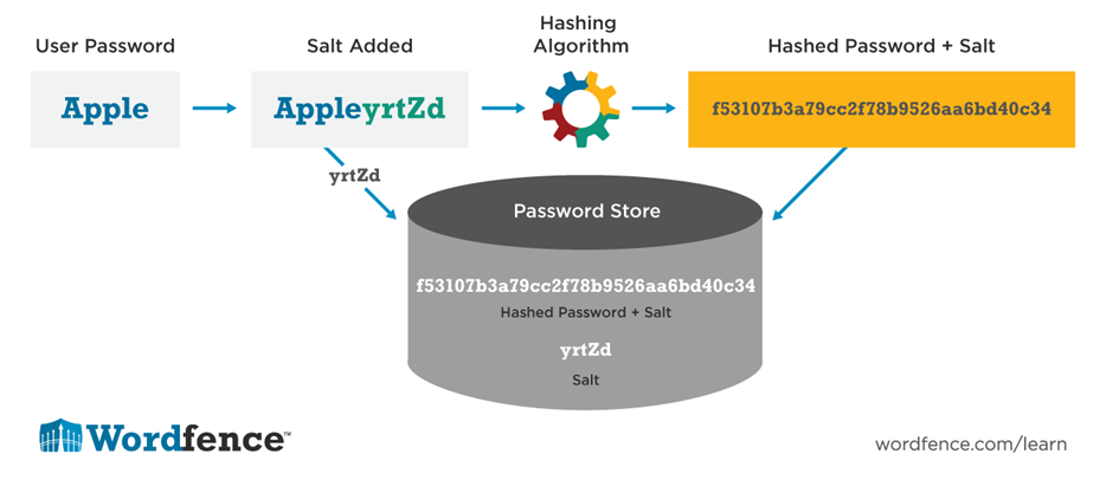 User Password
Salt Added
Hashing
Algorithm
Hashed Password + Salt
Apple
AppleyrtZd
f53107b3a79cc2f78b9526aa6bd40c34
yrtZd
Password Store
f53107b3a79cc2f78b9526aa6bd40c34
Hashed Password + Salt
yrtZd
Salt
Wordfence™
wordfence.com/learn